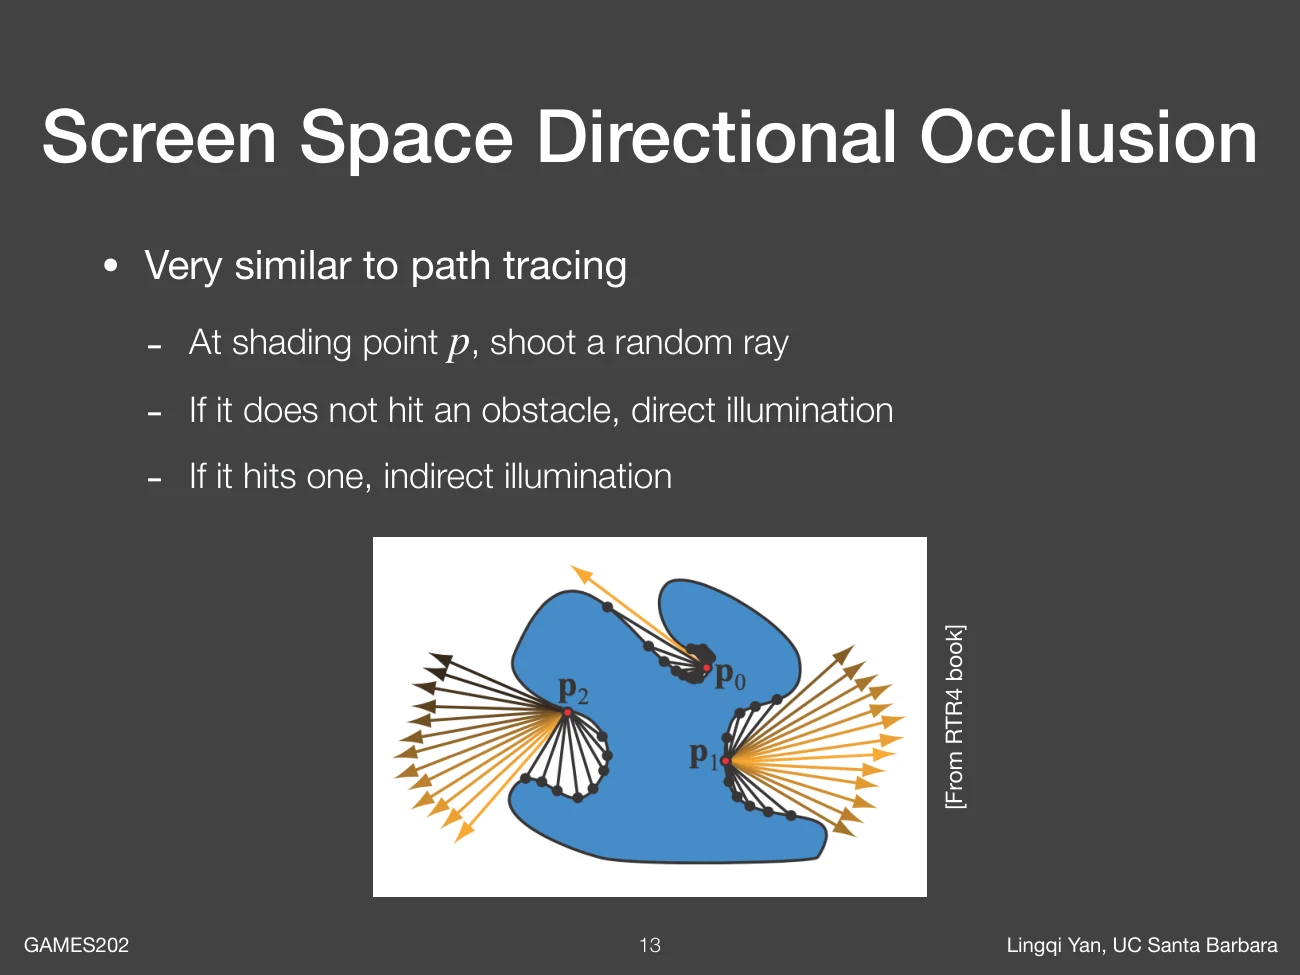 Screen Space Directional Occlusion
• Very similar to path tracing
- At shading point p, shoot a random ray
- If it does not hit an obstacle, direct illumination
- If it hits one, indirect illumination
p₀
p₂
p₁
[From RTR4 book]
GAMES202
13
Lingqi Yan, UC Santa Barbara